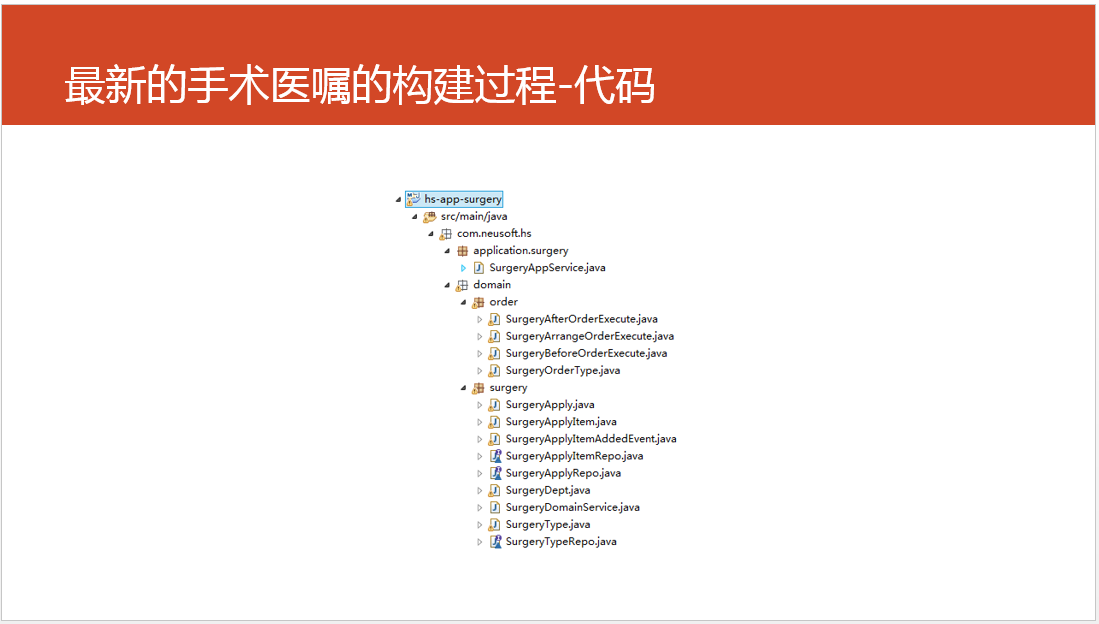 最新的手术医嘱的构建过程-代码
hs-app-surgery
src/main/java
com.neusoft.hs
application.surgery
SurgeryAppService.java
domain
order
SurgeryAfterOrderExecute.java
SurgeryArrangeOrderExecute.java
SurgeryBeforeOrderExecute.java
SurgeryOrderType.java
surgery
SurgeryApply.java
SurgeryApplyItem.java
SurgeryApplyItemAddedEvent.java
SurgeryApplyItemRepo.java
SurgeryApplyRepo.java
SurgeryDept.java
SurgeryDomainService.java
SurgeryType.java
SurgeryTypeRepo.java